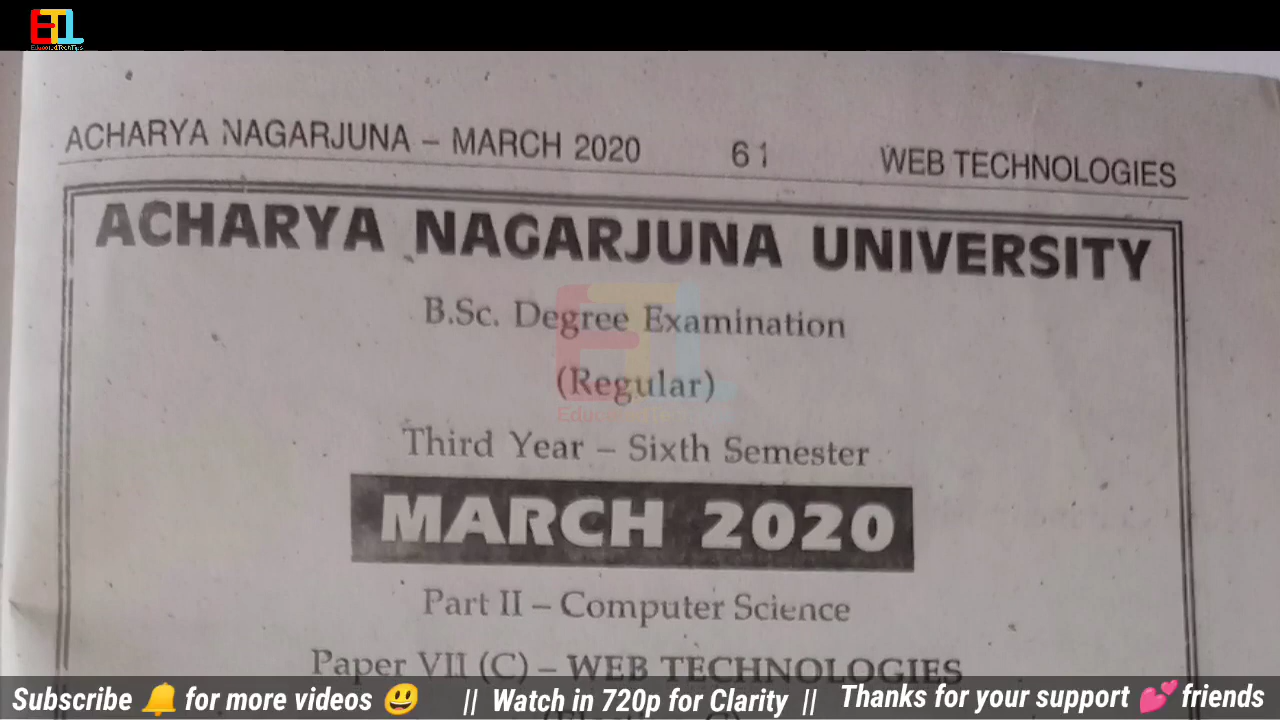 ETL
EducatedTechTips
ACHARYA NAGARJUNA – MARCH 2020 61 WEB TECHNOLOGIES
ACHARYA NAGARJUNA UNIVERSITY
B.Sc. Degree Examination
(Regular)
Third Year – Sixth Semester
MARCH 2020
Part II – Computer Science
Paper VII (C) – WEB TECHNOLOGIES
Subscribe 🔔 for more videos 😃 || Watch in 720p for Clarity || Thanks for your support 💕 friends